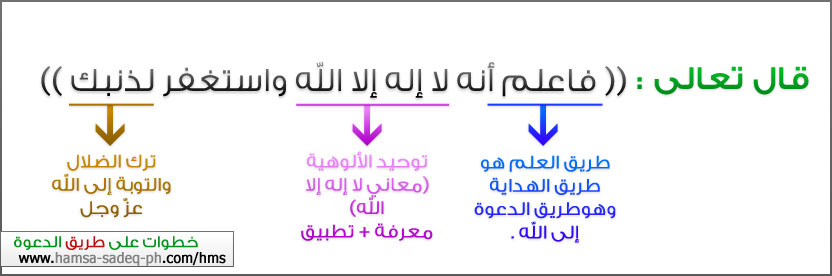 قال تعالى : (( فاعلم أنه لا إله إلا الله واستغفر لذنبك ))
طريق العلم هو
طريق الهداية
وهوطريق الدعوة
إلى الله .
توحيد الألوهية
(معاني لا إله إلا
الله)
معرفة + تطبيق
ترك الضلال
والتوبة إلى الله
عزّ وجل
خطوات على طريق الدعوة
www.hamsa-sadeq-ph.com/hms